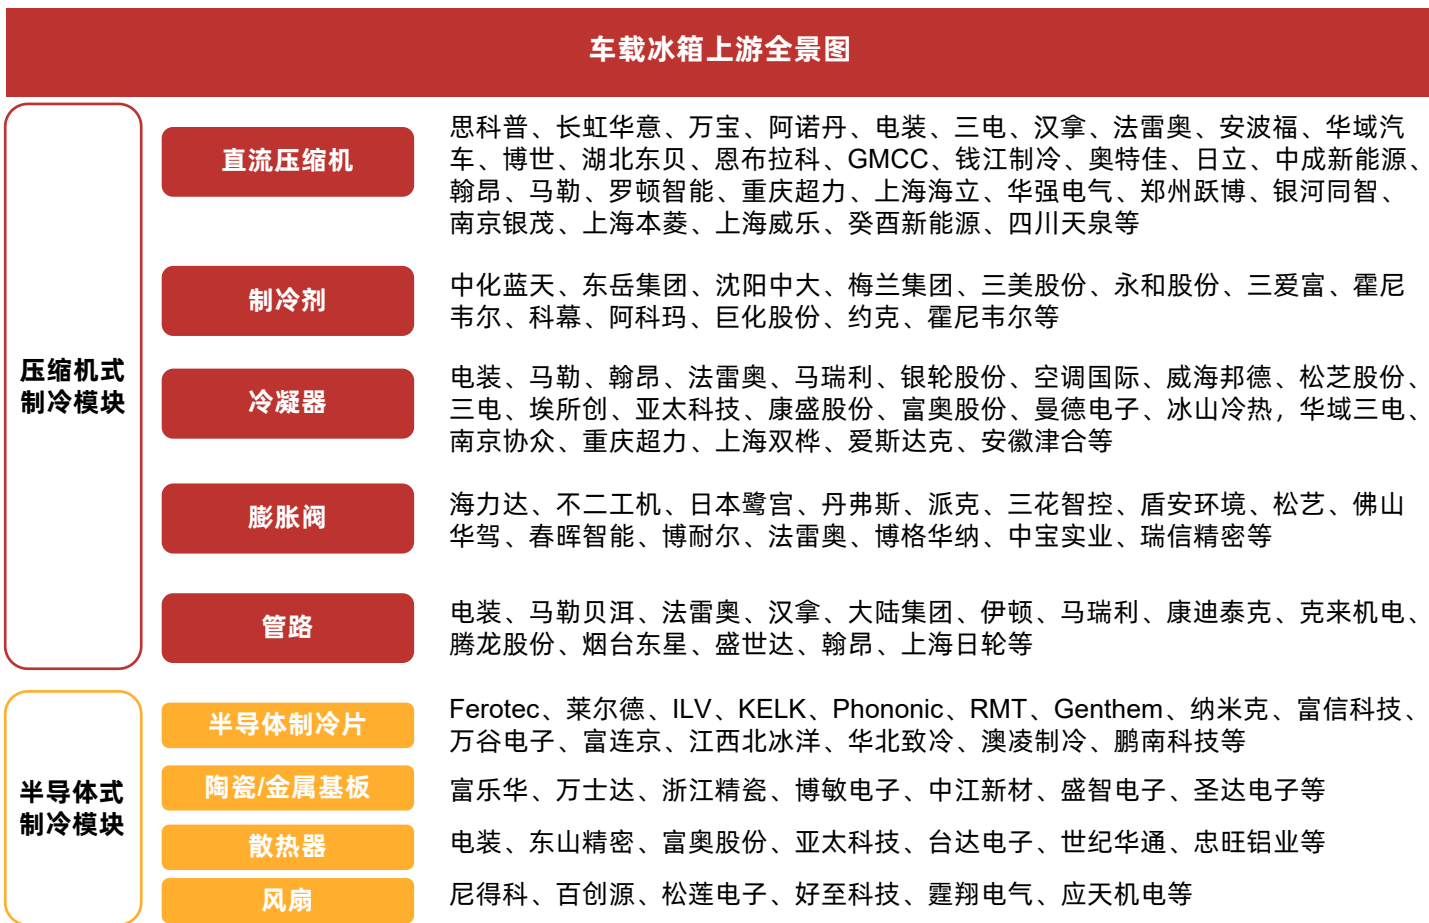 车载冰箱上游全景图
压缩机式
制冷模块
直流压缩机
思科普、长虹华意、万宝、阿诺丹、电装、三电、汉拿、法雷奥、安波福、华域汽
车、博世、湖北东贝、恩布拉科、GMCC、钱江制冷、奥特佳、日立、中成新能源、
翰昂、马勒、罗顿智能、重庆超力、上海海立、华强电气、郑州跃博、银河同智、
南京银茂、上海本菱、上海威乐、癸酉新能源、四川天泉等
制冷剂
中化蓝天、东岳集团、沈阳中大、梅兰集团、三美股份、永和股份、三爱富、霍尼
韦尔、科幕、阿科玛、巨化股份、约克、霍尼韦尔等
冷凝器
电装、马勒、翰昂、法雷奥、马瑞利、银轮股份、空调国际、威海邦德、松芝股份、
三电、埃所创、亚太科技、康盛股份、富奥股份、曼德电子、冰山冷热，华域三电、
南京协众、重庆超力、上海双桦、爱斯达克、安徽津合等
膨胀阀
海力达、不二工机、日本鹭宫、丹弗斯、派克、三花智控、盾安环境、松艺、佛山
华驾、春晖智能、博耐尔、法雷奥、博格华纳、中宝实业、瑞信精密等
管路
电装、马勒贝洱、法雷奥、汉拿、大陆集团、伊顿、马瑞利、康迪泰克、克来机电、
腾龙股份、烟台东星、盛世达、翰昂、上海日轮等
半导体式
制冷模块
半导体制冷片
Ferotec、莱尔德、ILV、KELK、Phononic、RMT、Genthem、纳米克、富信科技、
万谷电子、富连京、江西北冰洋、华北致冷、澳凌制冷、鹏南科技等
陶瓷/金属基板
富乐华、万士达、浙江精瓷、博敏电子、中江新材、盛智电子、圣达电子等
散热器
电装、东山精密、富奥股份、亚太科技、台达电子、世纪华通、忠旺铝业等
风扇
尼得科、百创源、松莲电子、好至科技、霆翔电气、应天机电等